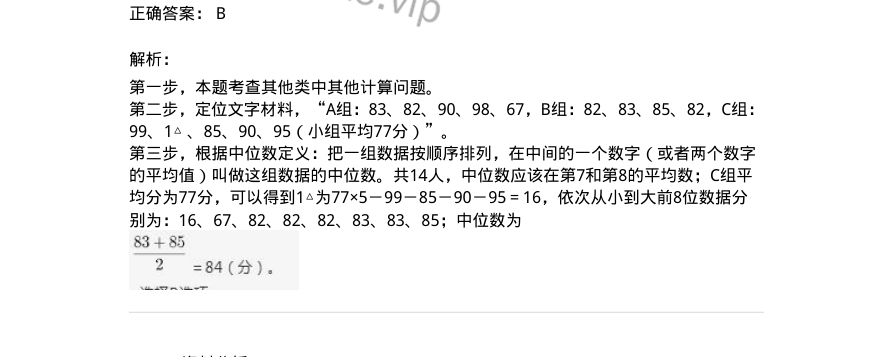 正确答案： B
s.vip
解析：
第一步，本题考查其他类中其他计算问题。
第二步，定位文字材料，“A组：83、82、90、98、67，B组：82、83、85、82，C组：
99、1△ 、85、90、95（小组平均77分）”。
第三步，根据中位数定义：把一组数据按顺序排列，在中间的一个数字（或者两个数字
的平均值）叫做这组数据的中位数。共14人，中位数应该在第7和第8的平均数；C组平
均分为77分，可以得到1△为77×5－99－85－90－95＝16，依次从小到大前8位数据分
别为：16、67、82、82、82、83、83、85；中位数为
83 + 85
2 =84（分）。